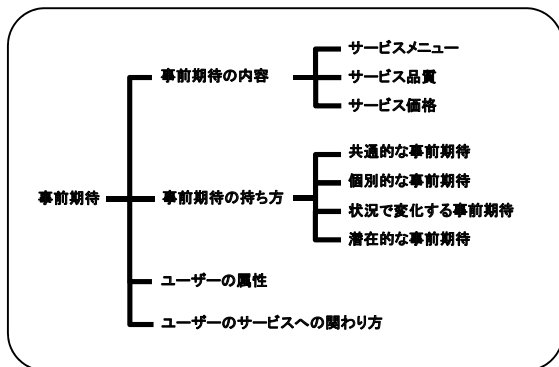 事前期待
事前期待の内容
サービスメニュー
サービス品質
サービス価格
事前期待の持ち方
共通的な事前期待
個別的な事前期待
状況で変化する事前期待
潜在的な事前期待
ユーザーの属性
ユーザーのサービスへの関わり方